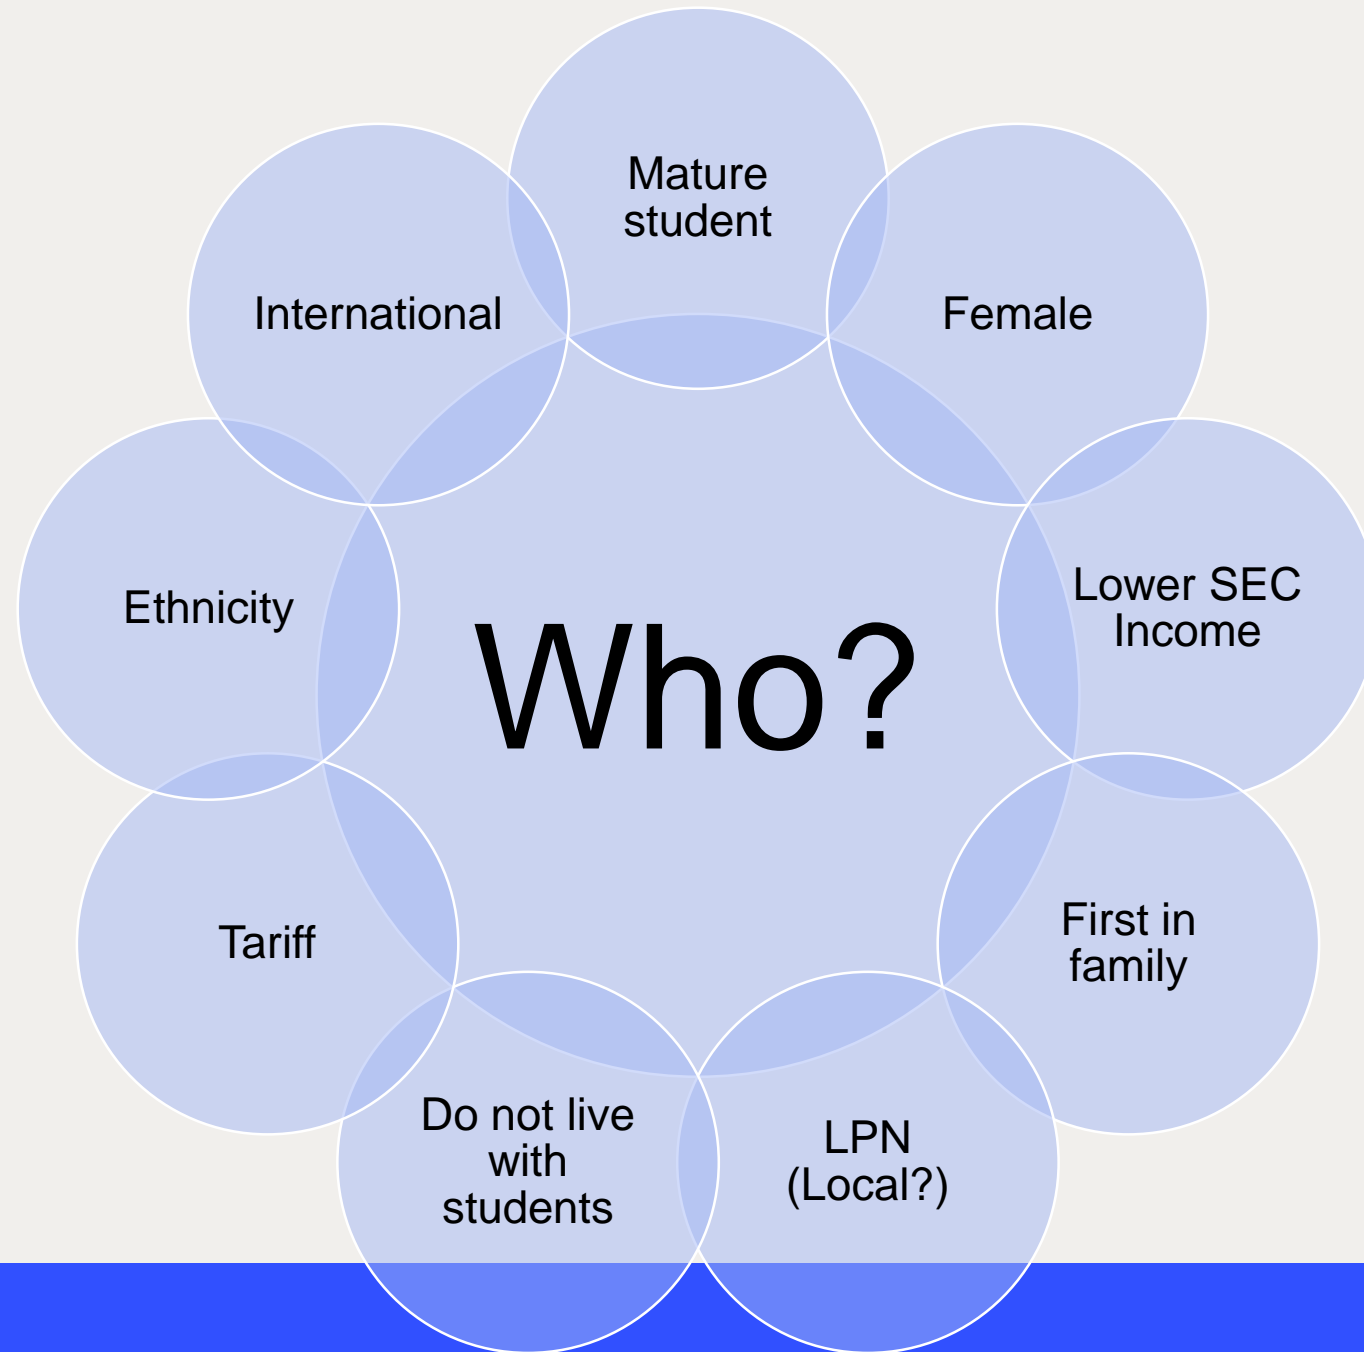 Mature
student
Female
Lower SEC
Income
First in
family
LPN
(Local?)
Do not live
with
students
Tariff
Ethnicity
International
Who?